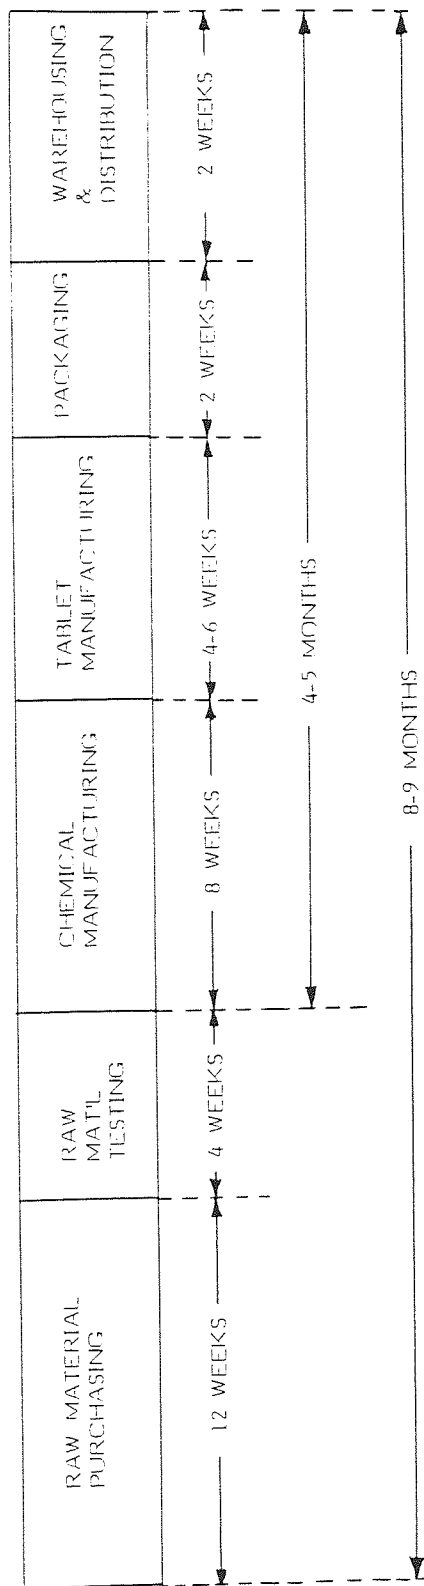 RAW MATERIAL
PURCHASING
RAW
MAT'L
TESTING
CHEMICAL
MANUFACTURING
TABLET
MANUFACTURING
PACKAGING
WAREHOUSING
&
DISTRIBUTION
12 WEEKS
4 WEEKS
8 WEEKS
4-6 WEEKS
2 WEEKS
2 WEEKS
4-5 MONTHS
8-9 MONTHS